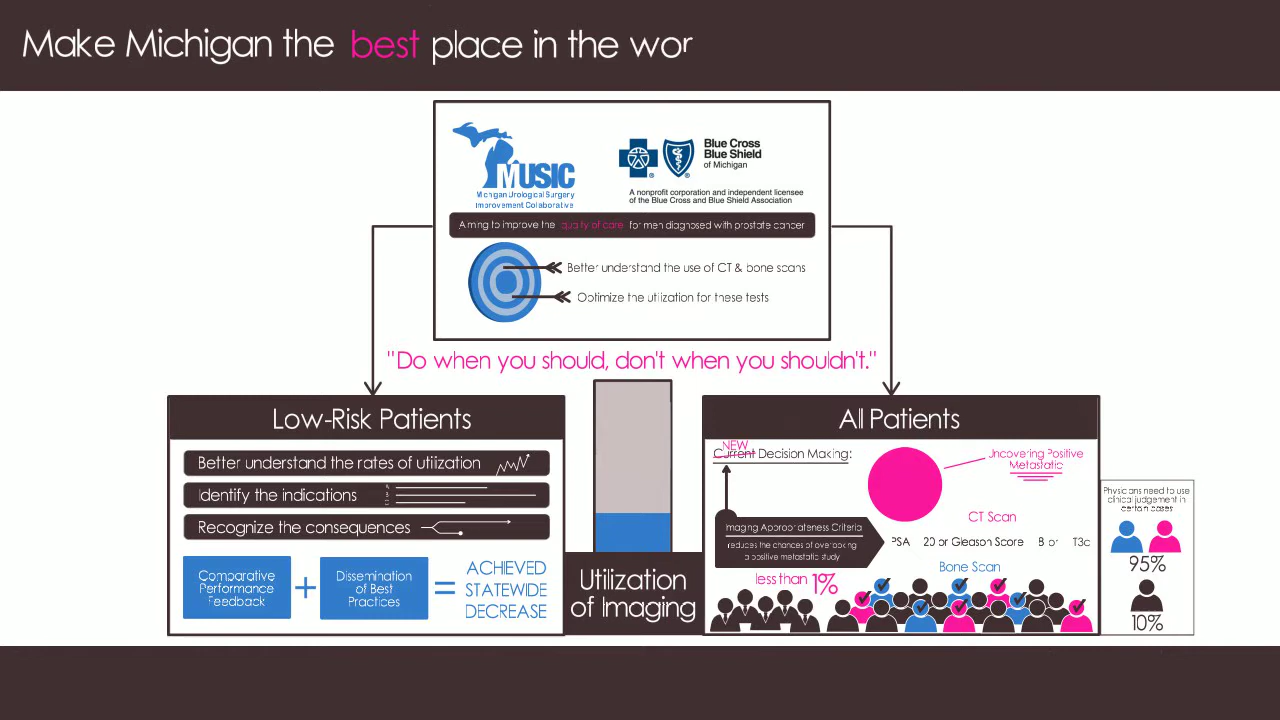 Make Michigan the best place in the wor
MUSIC
Michigan Urological Surgery
Improvement Collaborative
Blue Cross
Blue Shield
of Michigan
A nonprofit corporation and independent licensee
of the Blue Cross and Blue Shield Association
Aiming to improve the quality of care for men diagnosed with prostate cancer
Better understand the use of CT & bone scans
Optimize the utilization for these tests
"Do when you should, don't when you shouldn't."
Low-Risk Patients
Better understand the rates of utilization
Identify the indications
A
B
C
Recognize the consequences
Comparative
Performance
Feedback
+
Dissemination
of Best
Practices
=
ACHIEVED
STATEWIDE
DECREASE
Utilization
of Imaging
All Patients
NEW
Current Decision Making:
Uncovering Positive
Metastatic
Imaging Appropriateness Criteria
reduces the chances of overlooking
a positive metastatic study
less than 1%
CT Scan
PSA 20 or Gleason Score 8 or T3c
Bone Scan
Physicians need to use
clinical judgement in
certain cases
95%
10%